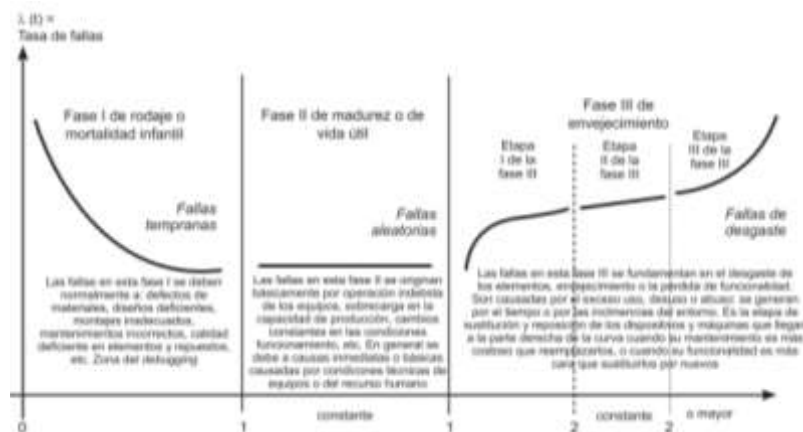 λ (t) =
Tasa de fallas
Fase I de rodaje o
mortalidad infantil
Fallas
tempranas
Las fallas en esta fase I se deben
normalmente a: defectos de
materiales, diseños deficientes,
montajes inadecuados,
mantenimientos incorrectos, calidad
deficiente en elementos y repuestos,
etc. Zona del debugging
Fase II de madurez o de
vida útil
Fallas
aleatorias
Las fallas en esta fase II se originan
básicamente por operación indebida
de los equipos, sobrecarga en la
capacidad de producción, cambios
constantes en las condiciones
funcionamiento, etc. En general se
debe a causas inmediatas o básicas
causadas por condiciones técnicas de
equipos o del recurso humano
Fase III de
envejecimiento
Etapa
I de la
fase III
Etapa
II de la
fase III
Etapa
III de la
fase III
Fallas de
desgaste
Las fallas en esta fase III se fundamentan en el desgaste de
los elementos, envejecimiento o la pérdida de funcionalidad.
Son causadas por el exceso uso, desuso o abuso: se generan
por el tiempo o por las inclmencias del entorno. Es la etapa de
sustitución y reposición de los dispositivos y máquinas que llegan
a la parte derecha de la curva cuando su mantenimiento es más
costoso que reemplazarlos, o cuando su funcionalidad es más
cara que sustituirlos por nuevos
0
1
constante
1
2
constante
2
o mayor